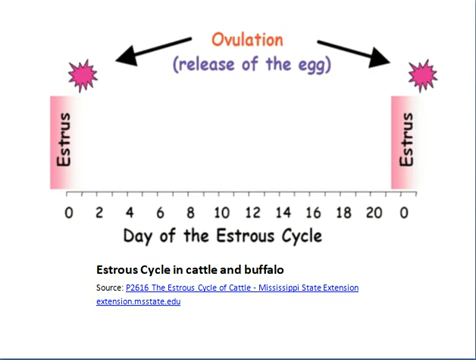 Ovulation
(release of the egg)
Estrus
Estrus
0 2 4 6 8 10 12 14 16 18 20 0
Day of the Estrous Cycle
Estrous Cycle in cattle and buffalo
Source: P2616 The Estrous Cycle of Cattle - Mississippi State Extension
extension.msstate.edu